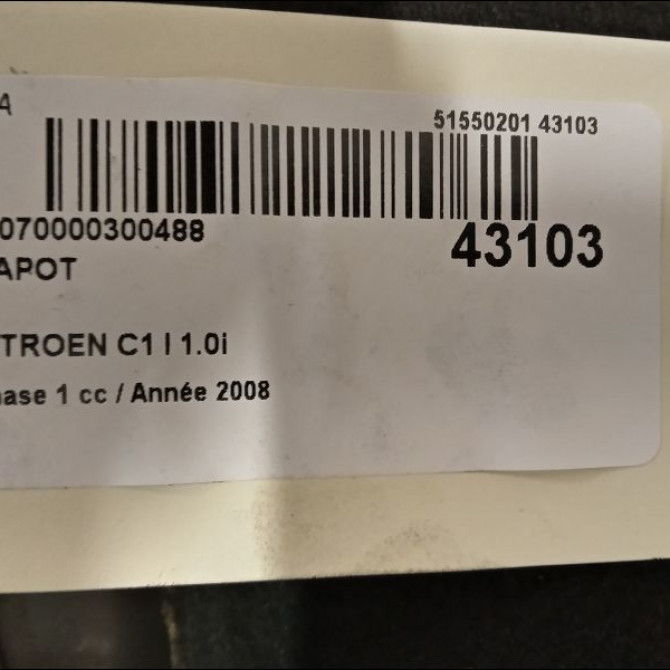 A
51550201 43103
070000300488
43103
APOT
TROEN C1 I 1.0i
hase 1 cc / Année 2008